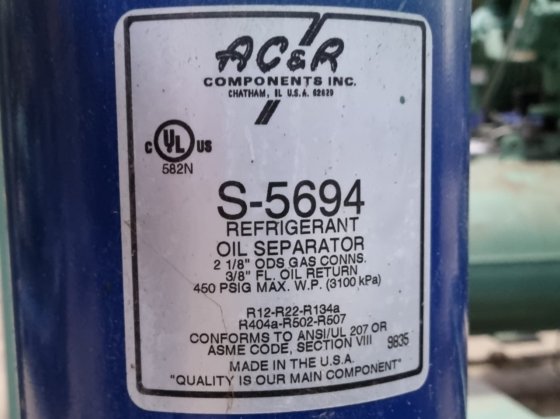 AC&R
COMPONENTS INC.
CHATHAM, IL U.S.A. 62629
C UL US
582N
S-5694
REFRIGERANT
OIL SEPARATOR
2 1/8" ODS GAS CONNS.
3/8" FL. OIL RETURN
450 PSIG MAX. W.P. (3100 kPa)
R12-R22-R134a
R404a-R502-R507
CONFORMS TO ANSI/UL 207 OR
ASME CODE, SECTION VIII 9835
MADE IN THE U.S.A.
"QUALITY IS OUR MAIN COMPONENT"